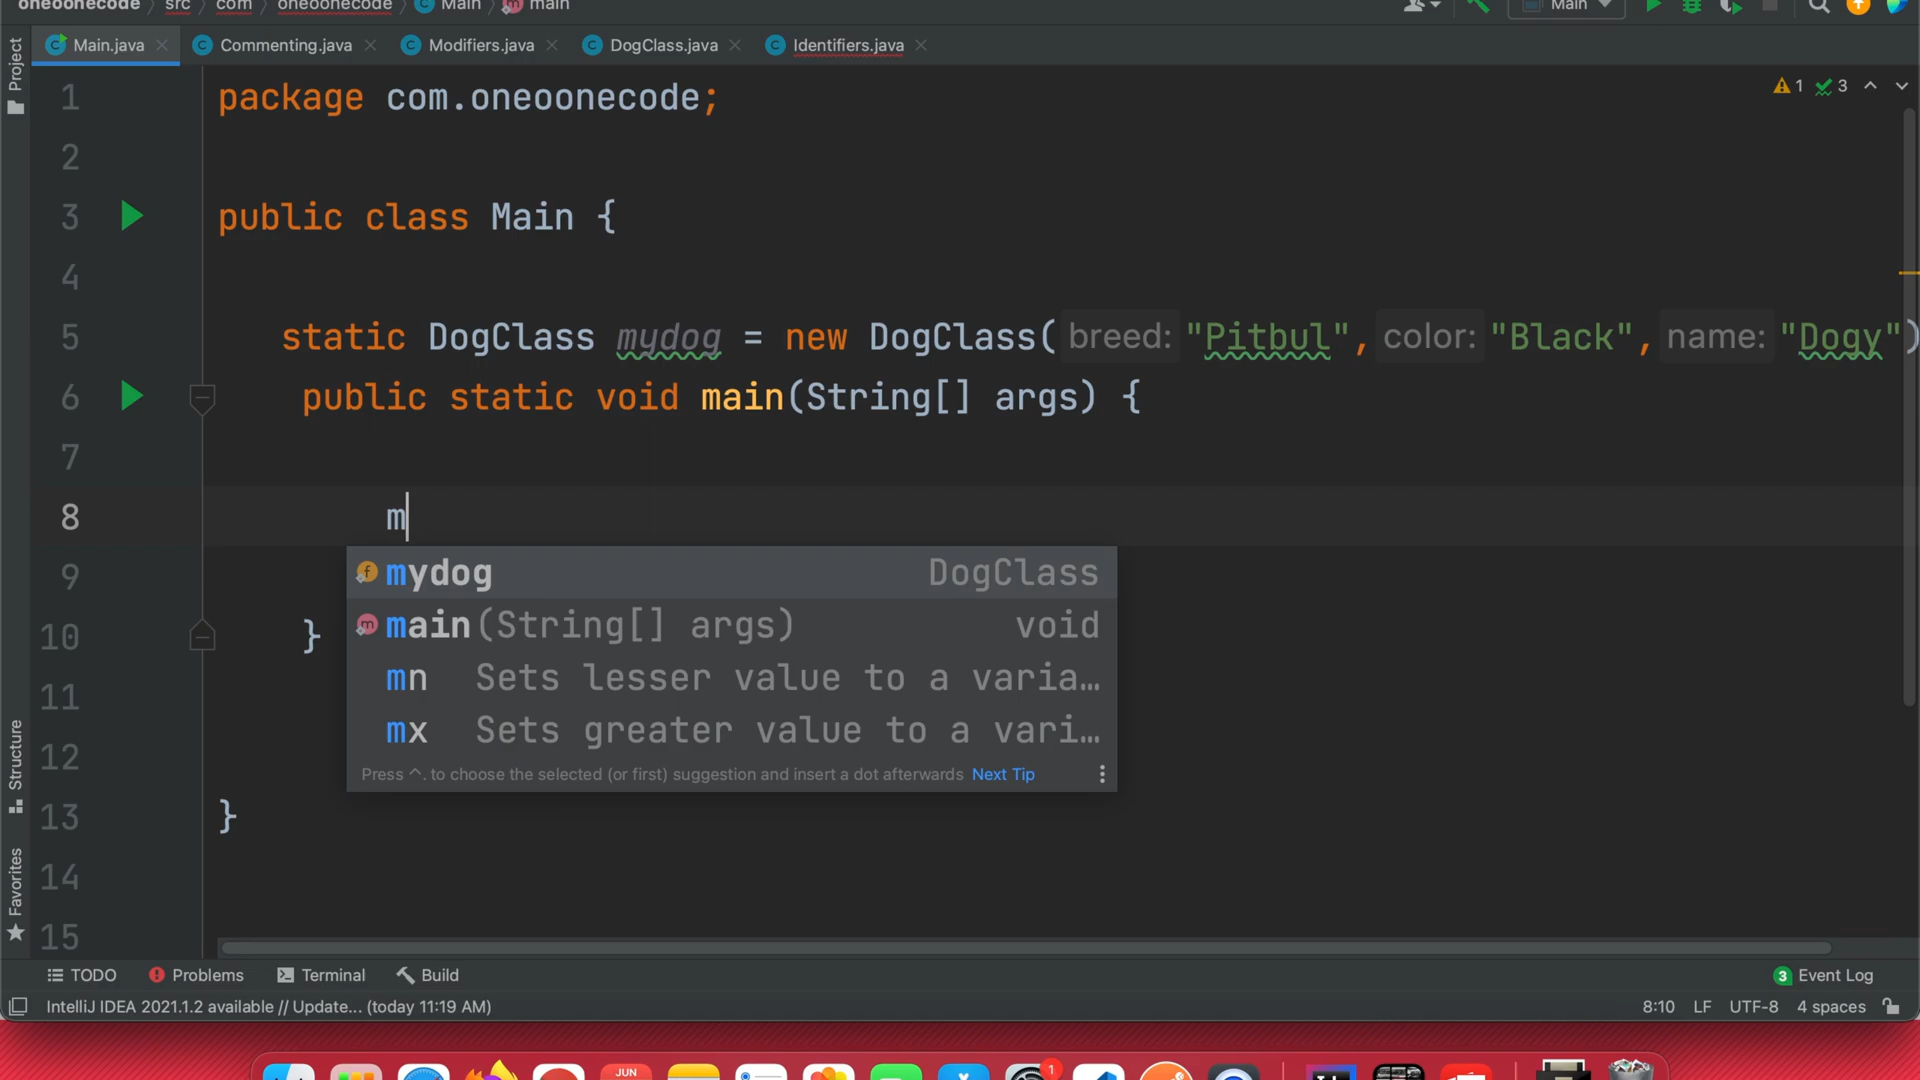 oneoonecode src com oneoonecode Main main Main
Project
Main.java Commenting.java Modifiers.java DogClass.java Identifiers.java
1 package com.oneoonecode; 1 3
2
3 public class Main {
4
5 static DogClass mydog = new DogClass( breed: "Pitbul", color: "Black", name: "Dogy")
6 public static void main(String[] args) {
7
8 m
mydog DogClass
9
main(String[] args) void
10 }
mn Sets lesser value to a varia…
11
mx Sets greater value to a vari…
12
Press ^. to choose the selected (or first) suggestion and insert a dot afterwards Next Tip
13 }
14
15
Structure
Favorites
TODO Problems Terminal Build 3 Event Log
IntelliJ IDEA 2021.1.2 available // Update... (today 11:19 AM) 8:10 LF UTF-8 4 spaces
JUN 1